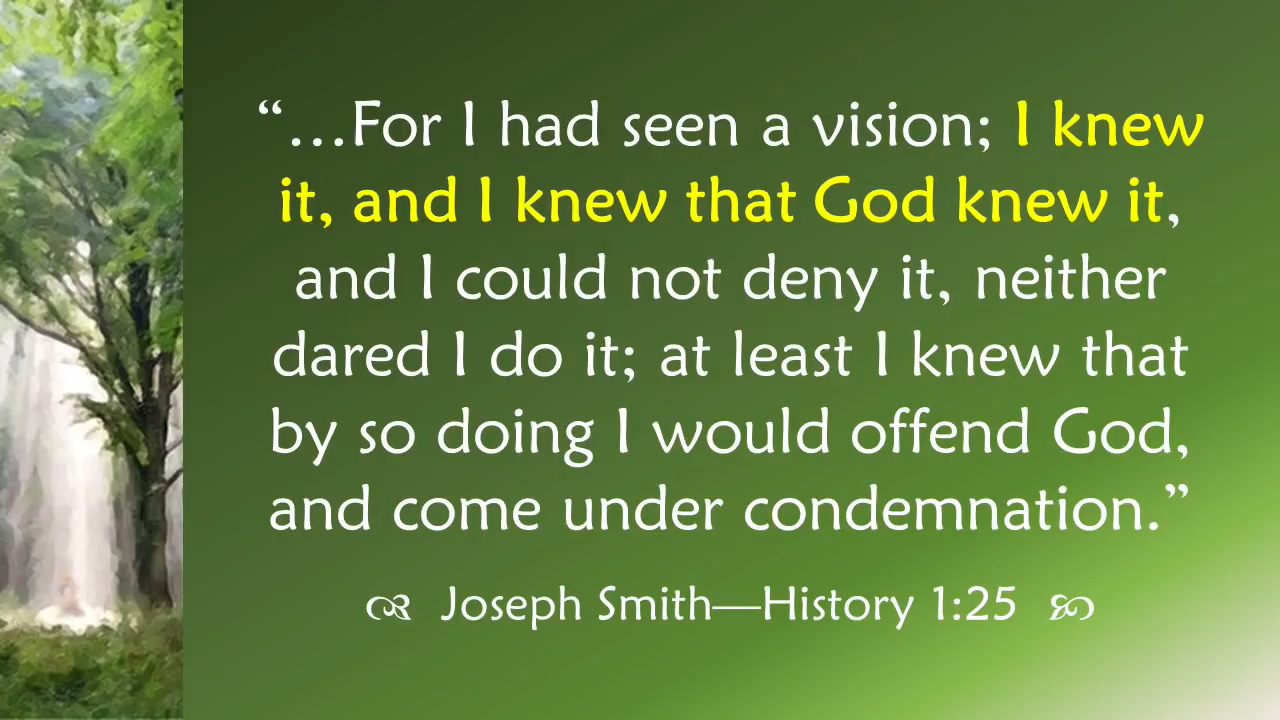 “…For I had seen a vision; I knew
it, and I knew that God knew it,
and I could not deny it, neither
dared I do it; at least I knew that
by so doing I would offend God,
and come under condemnation.”
Joseph Smith—History 1:25